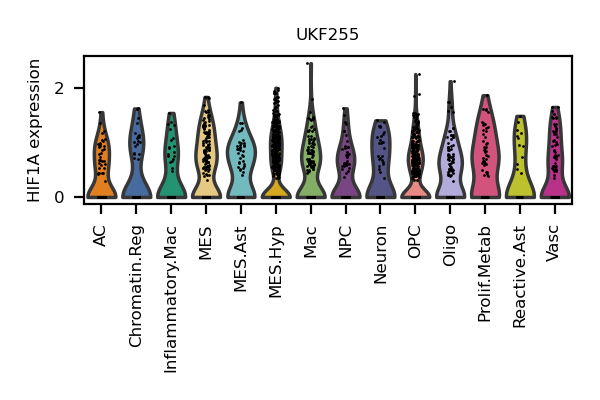 UKF255
HIF1A expression
2
0
AC
Chromatin.Reg
Inflammatory.Mac
MES
MES.Ast
MES.Hyp
Mac
NPC
Neuron
OPC
Oligo
Prolif.Metab
Reactive.Ast
Vasc